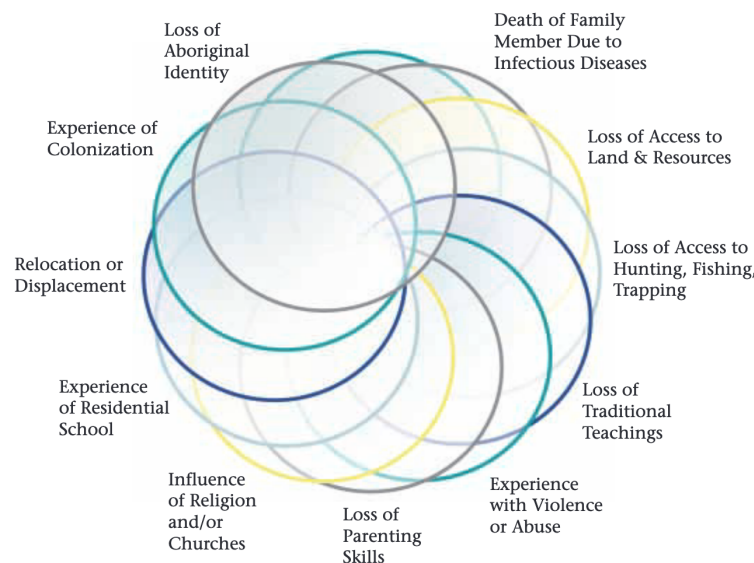 Death of Family
Member Due to
Infectious Diseases
Loss of Access to
Land & Resources
Loss of Access to
Hunting, Fishing,
Trapping
Loss of
Traditional
Teachings
Experience
with Violence
or Abuse
Loss of
Parenting
Skills
Influence
of Religion
and/or
Churches
Experience
of Residential
School
Relocation or
Displacement
Experience of
Colonization
Loss of
Aboriginal
Identity